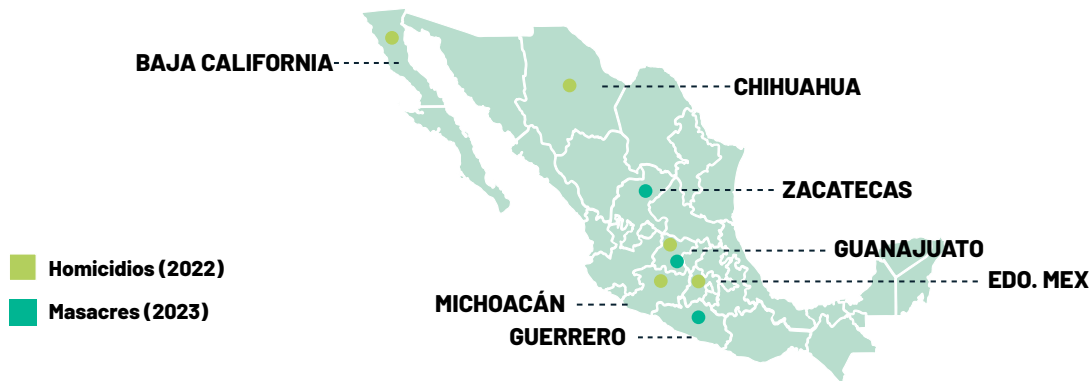 BAJA CALIFORNIA
CHIHUAHUA
ZACATECAS
GUANAJUATO
Homicidios (2022)
EDO. MEX
MICHOACÁN
Masacres (2023)
GUERRERO